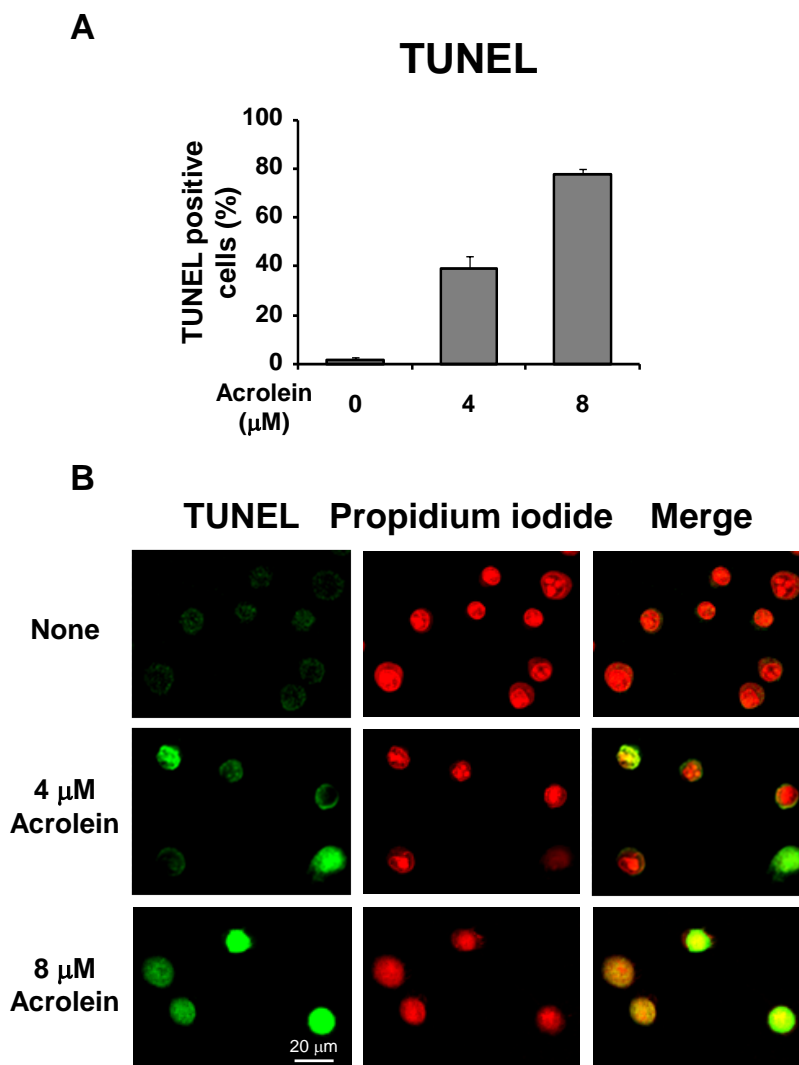 A
TUNEL
TUNEL positive
cells (%)
100
80
60
40
20
0
Acrolein
(μM)
0 4 8
B
TUNEL Propidium iodide Merge
None
4 μM
Acrolein
8 μM
Acrolein
20 μm